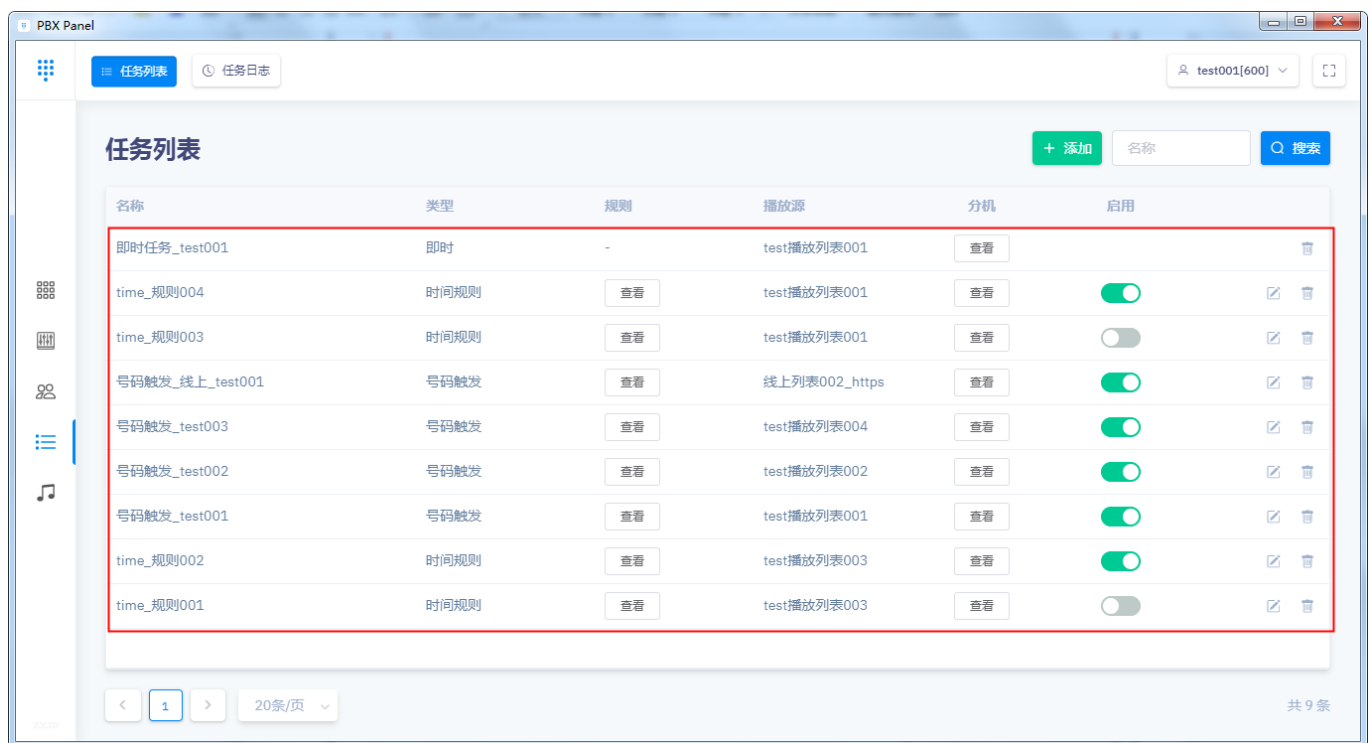 PBX Panel
任务列表 任务日志 test001[600]
任务列表 + 添加 名称 搜索
名称 类型 规则 播放源 分机 启用
即时任务_test001 即时 - test播放列表001 查看
time_规则004 时间规则 查看 test播放列表001 查看
time_规则003 时间规则 查看 test播放列表001 查看
号码触发_线上_test001 号码触发 查看 线上列表002_https 查看
号码触发_test003 号码触发 查看 test播放列表004 查看
号码触发_test002 号码触发 查看 test播放列表002 查看
号码触发_test001 号码触发 查看 test播放列表001 查看
time_规则002 时间规则 查看 test播放列表003 查看
time_规则001 时间规则 查看 test播放列表003 查看
< 1 > 20条/页 共 9 条